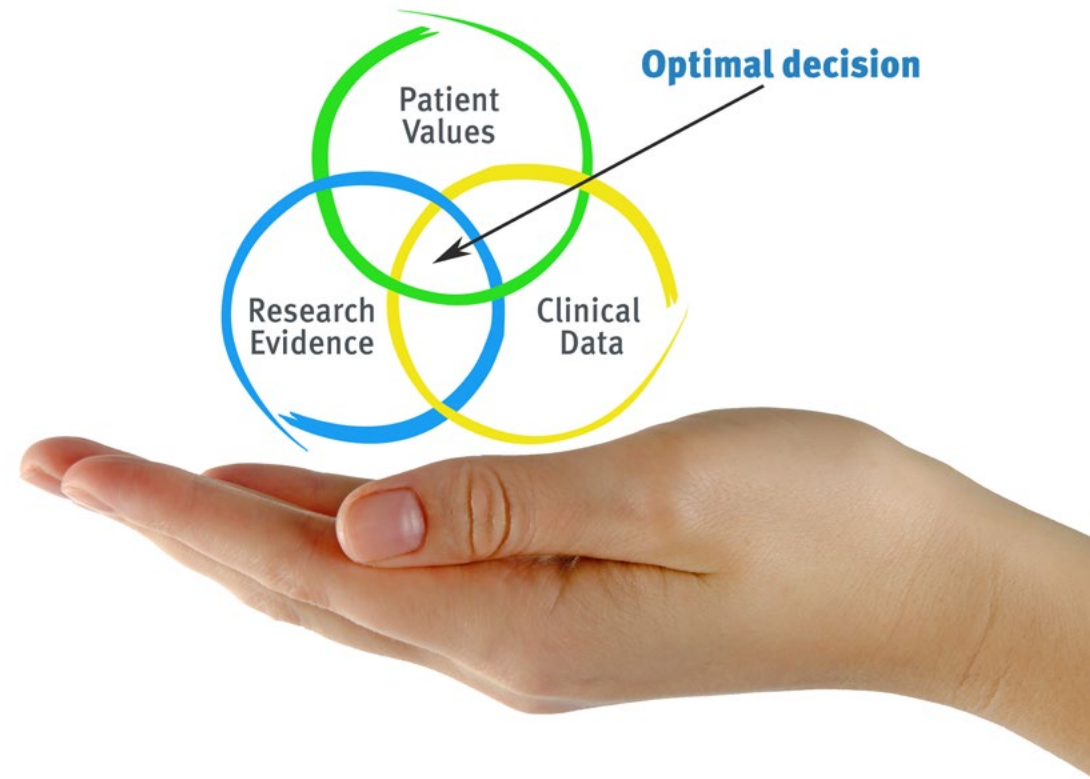 Optimal decision
Patient
Values
Research
Evidence
Clinical
Data